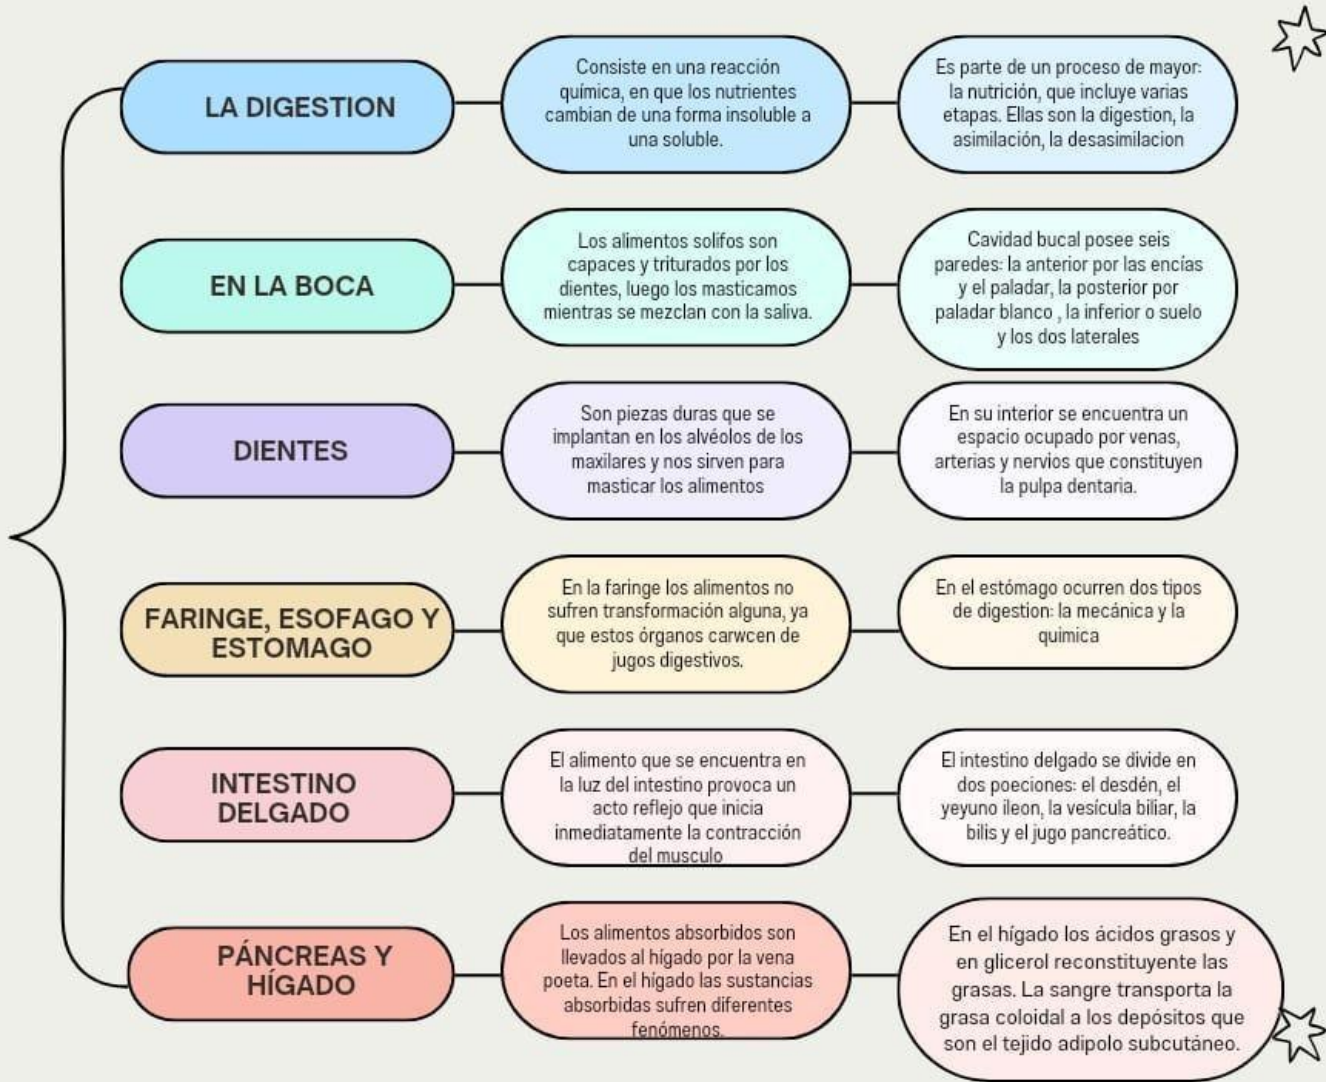 LA DIGESTION
Consiste en una reacción
química, en que los nutrientes
cambian de una forma insoluble a
una soluble.
Es parte de un proceso de mayor:
la nutrición, que incluye varias
etapas. Ellas son la digestion, la
asimilación, la desasimilacion
EN LA BOCA
Los alimentos solifos son
capaces y triturados por los
dientes, luego los masticamos
mientras se mezclan con la saliva.
Cavidad bucal posee seis
paredes: la anterior por las encías
y el paladar, la posterior por
paladar blanco , la inferior o suelo
y los dos laterales
DIENTES
Son piezas duras que se
implantan en los alvéolos de los
maxilares y nos sirven para
masticar los alimentos
En su interior se encuentra un
espacio ocupado por venas,
arterias y nervios que constituyen
la pulpa dentaria.
FARINGE, ESOFAGO Y
ESTOMAGO
En la faringe los alimentos no
sufren transformación alguna, ya
que estos órganos carwcen de
jugos digestivos.
En el estómago ocurren dos tipos
de digestion: la mecánica y la
quimica
INTESTINO
DELGADO
El alimento que se encuentra en
la luz del intestino provoca un
acto reflejo que inicia
inmediatamente la contracción
del musculo
El intestino delgado se divide en
dos poeciones: el desdén, el
yeyuno ileon, la vesícula biliar, la
bilis y el jugo pancreático.
PÁNCREAS Y
HÍGADO
Los alimentos absorbidos son
llevados al hígado por la vena
poeta. En el hígado las sustancias
absorbidas sufren diferentes
fenómenos.
En el hígado los ácidos grasos y
en glicerol reconstituyente las
grasas. La sangre transporta la
grasa coloidal a los depósitos que
son el tejido adipolo subcutáneo.